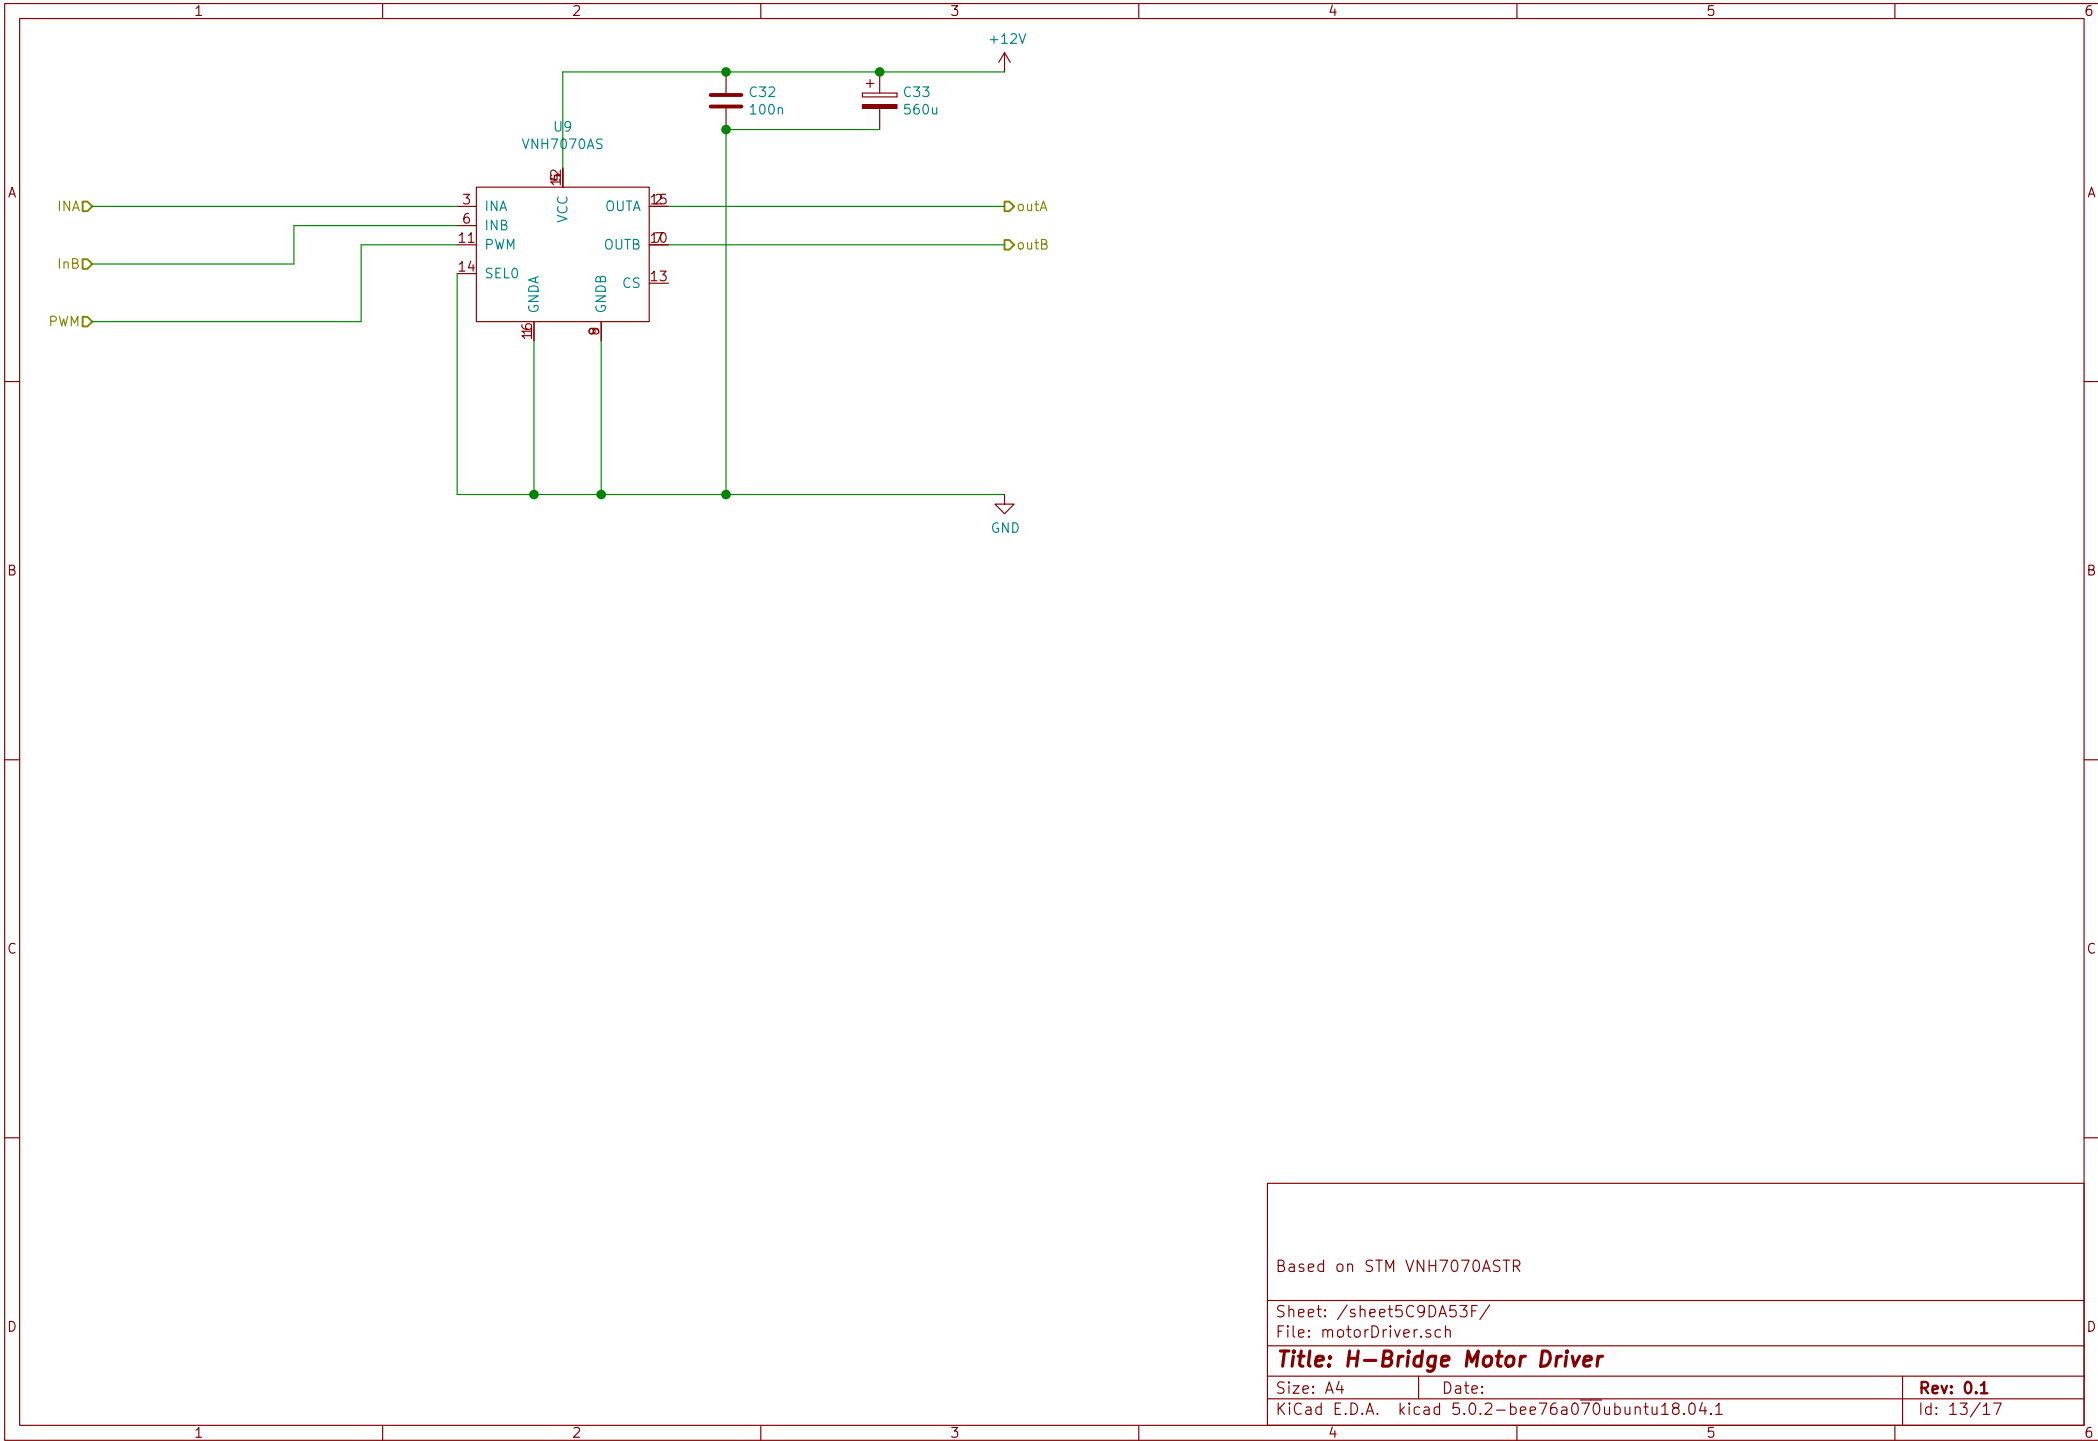 1 2 3 4 5 6
+12V
C32
100n
C33
560u
U9
VNH7070AS
A A
INA 3 INA VCC OUTA 15 outA
6 INB
11 PWM OUTB 10 outB
InB
14 SEL0
CS 13
GNDA GNDB
PWM
16 9
GND
B B
C C
Based on STM VNH7070ASTR
Sheet: /sheet5C9DA53F/
File: motorDriver.sch
D D
Title: H-Bridge Motor Driver
Size: A4 Date: Rev: 0.1
KiCad E.D.A. kicad 5.0.2-bee76a070ubuntu18.04.1 Id: 13/17
1 2 3 4 5 6